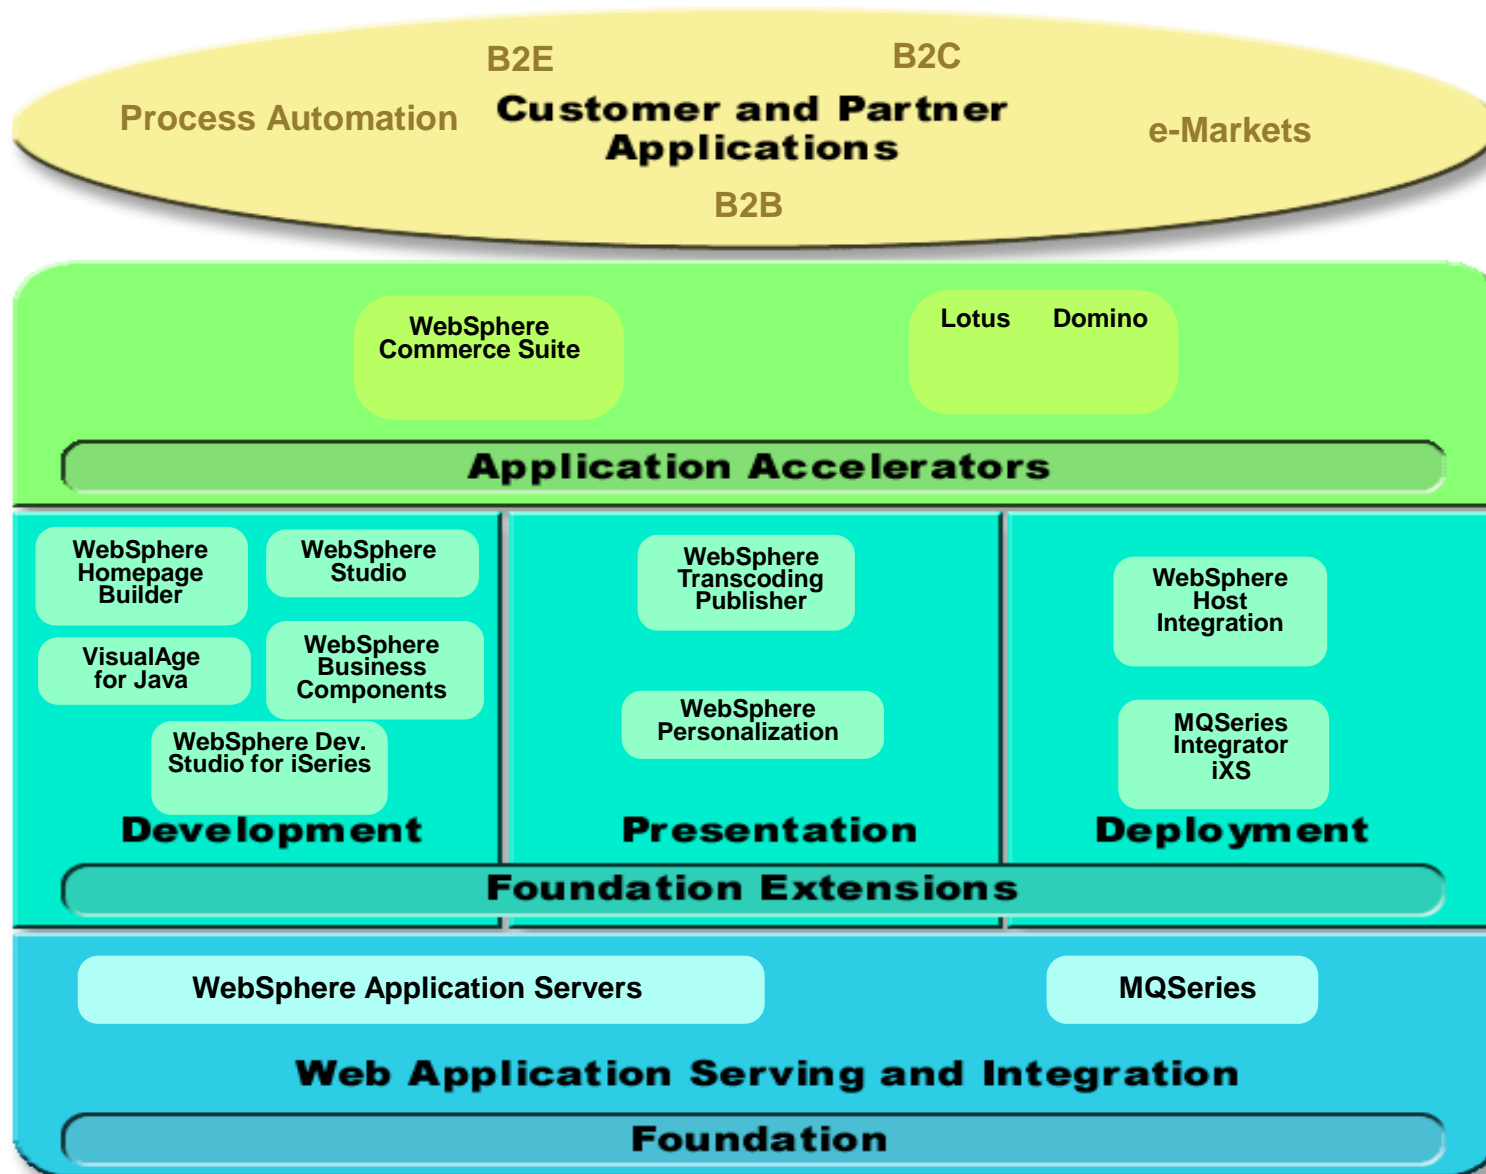 B2E
B2C
Process Automation
Customer and Partner
Applications
e-Markets
B2B
WebSphere
Commerce Suite
Lotus Domino
Application Accelerators
WebSphere
Homepage
Builder
WebSphere
Studio
VisualAge
for Java
WebSphere
Business
Components
WebSphere Dev.
Studio for iSeries
Development
WebSphere
Transcoding
Publisher
WebSphere
Personalization
Presentation
WebSphere
Host
Integration
MQSeries
Integrator
iXS
Deployment
Foundation Extensions
WebSphere Application Servers
MQSeries
Web Application Serving and Integration
Foundation